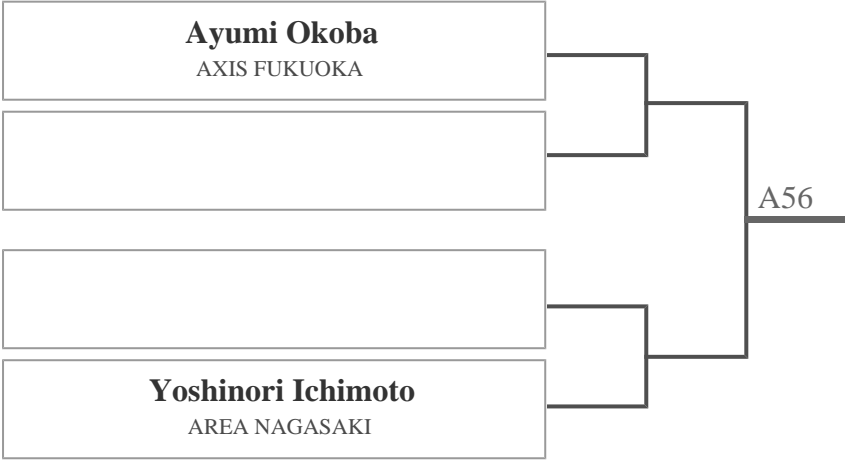 Ayumi Okoba
AXIS FUKUOKA
A56
Yoshinori Ichimoto
AREA NAGASAKI